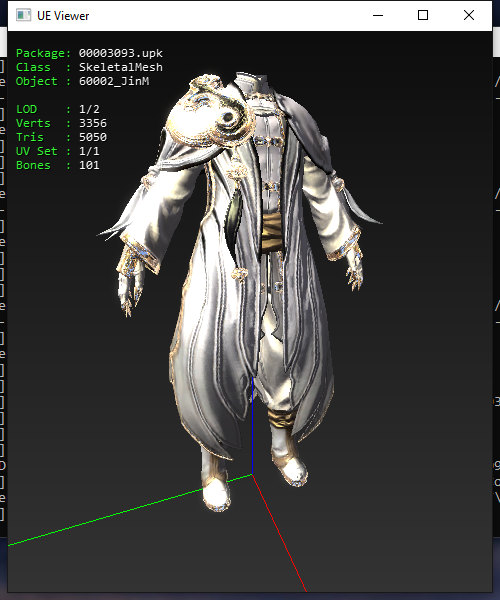 UE Viewer
Package: 00003093.upk
Class : SkeletalMesh
Object : 60002_JinM
LOD : 1/2
Verts : 3356
Tris : 5050
UV Set : 1/1
Bones : 101